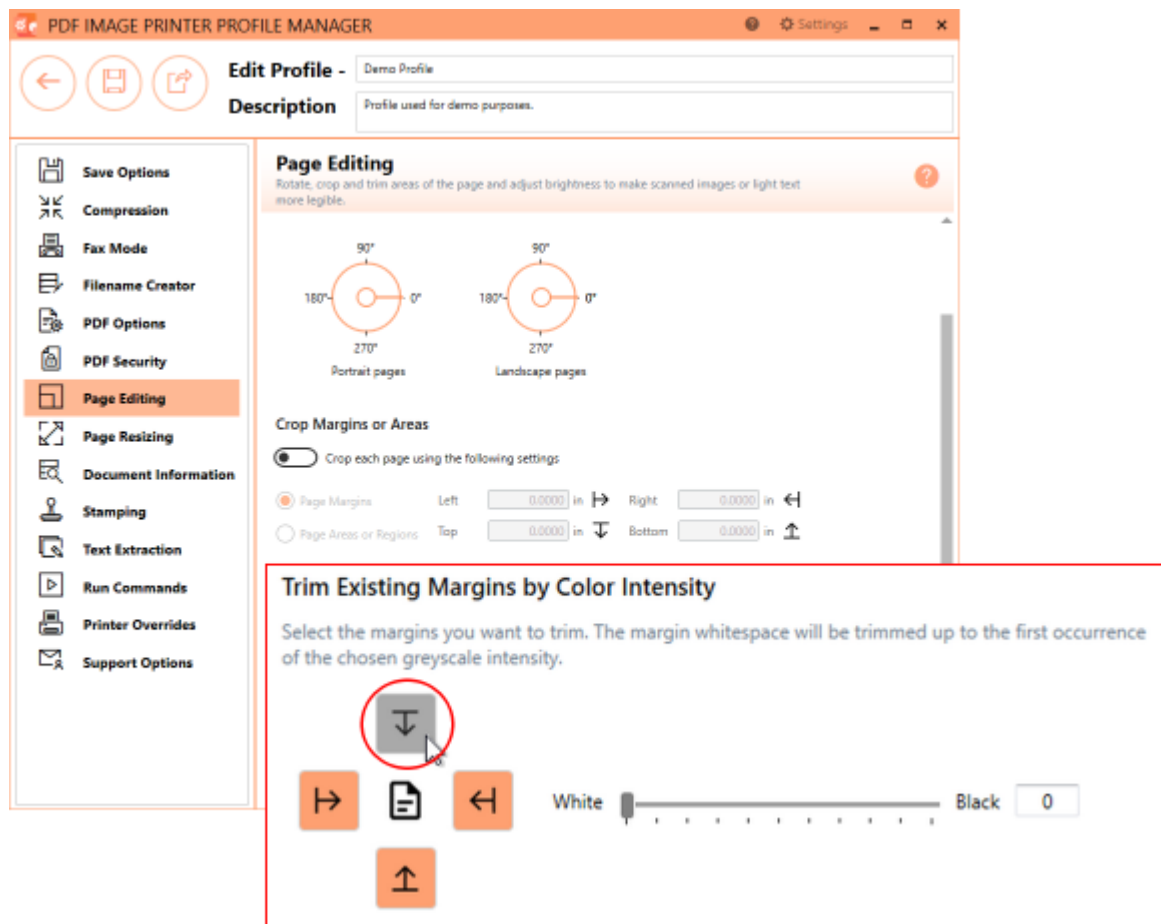 PDF IMAGE PRINTER PROFILE MANAGER
Settings
Edit Profile - Demo Profile
Description Profile used for demo purposes.
Save Options
Compression
Fax Mode
Filename Creator
PDF Options
PDF Security
Page Editing
Page Resizing
Document Information
Stamping
Text Extraction
Run Commands
Printer Overrides
Support Options
Page Editing
Rotate, crop and trim areas of the page and adjust brightness to make scanned images or light text
more legible.
90° 90°
180° 0° 180° 0°
270° 270°
Portrait pages Landscape pages
Crop Margins or Areas
Crop each page using the following settings
Page Margins Left 0.0000 in Right 0.0000 in
Page Areas or Regions Top 0.0000 in Bottom 0.0000 in
Trim Existing Margins by Color Intensity
Select the margins you want to trim. The margin whitespace will be trimmed up to the first occurrence
of the chosen greyscale intensity.
White Black 0